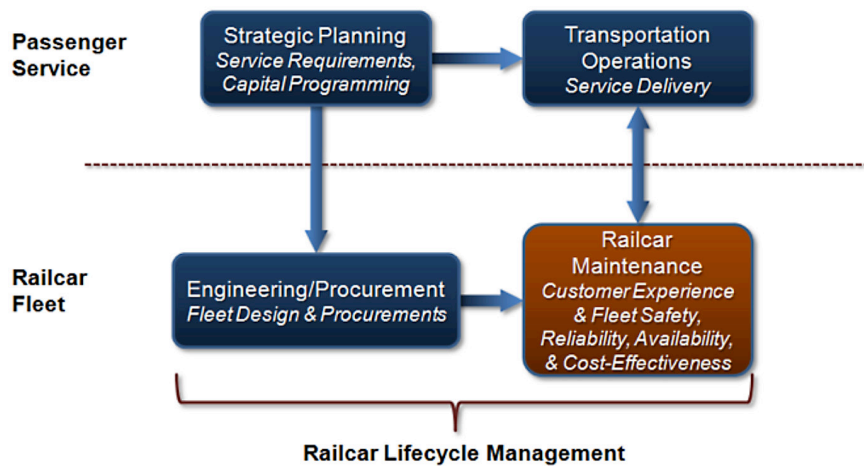 Passenger
Service
Strategic Planning
Service Requirements,
Capital Programming
Transportation
Operations
Service Delivery
Railcar
Fleet
Engineering/Procurement
Fleet Design & Procurements
Railcar
Maintenance
Customer Experience
& Fleet Safety,
Reliability, Availability,
& Cost-Effectiveness
Railcar Lifecycle Management